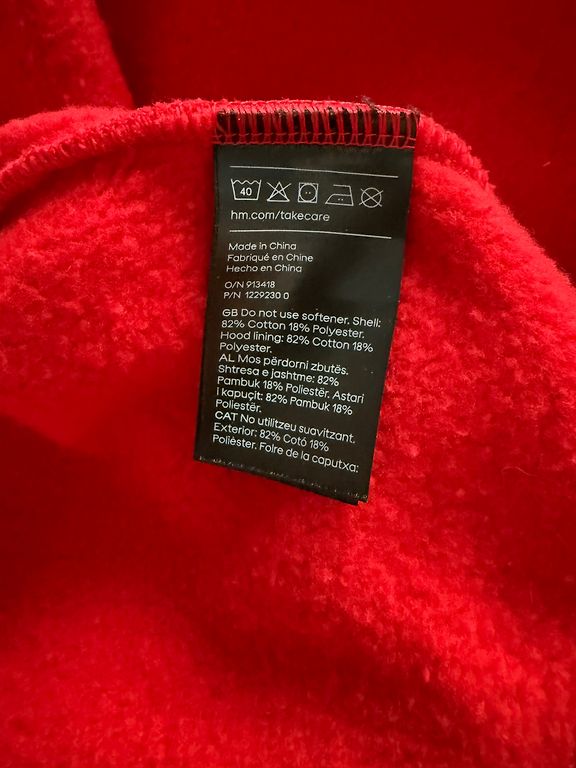 40
hm.com/takecare
Made in China
Fabriqué en Chine
Hecho en China
O/N 913418
P/N 1229230 0
GB Do not use softener. Shell:
82% Cotton 18% Polyester.
Hood lining: 82% Cotton 18%
Polyester.
AL Mos përdorni zbutës.
Shtresa e jashtme: 82%
Pambuk 18% Poliestër. Astari
i kapuçit: 82% Pambuk 18%
Poliestër.
CAT No utilitzeu suavitzant.
Exterior: 82% Cotó 18%
Polièster. Folre de la caputxa: